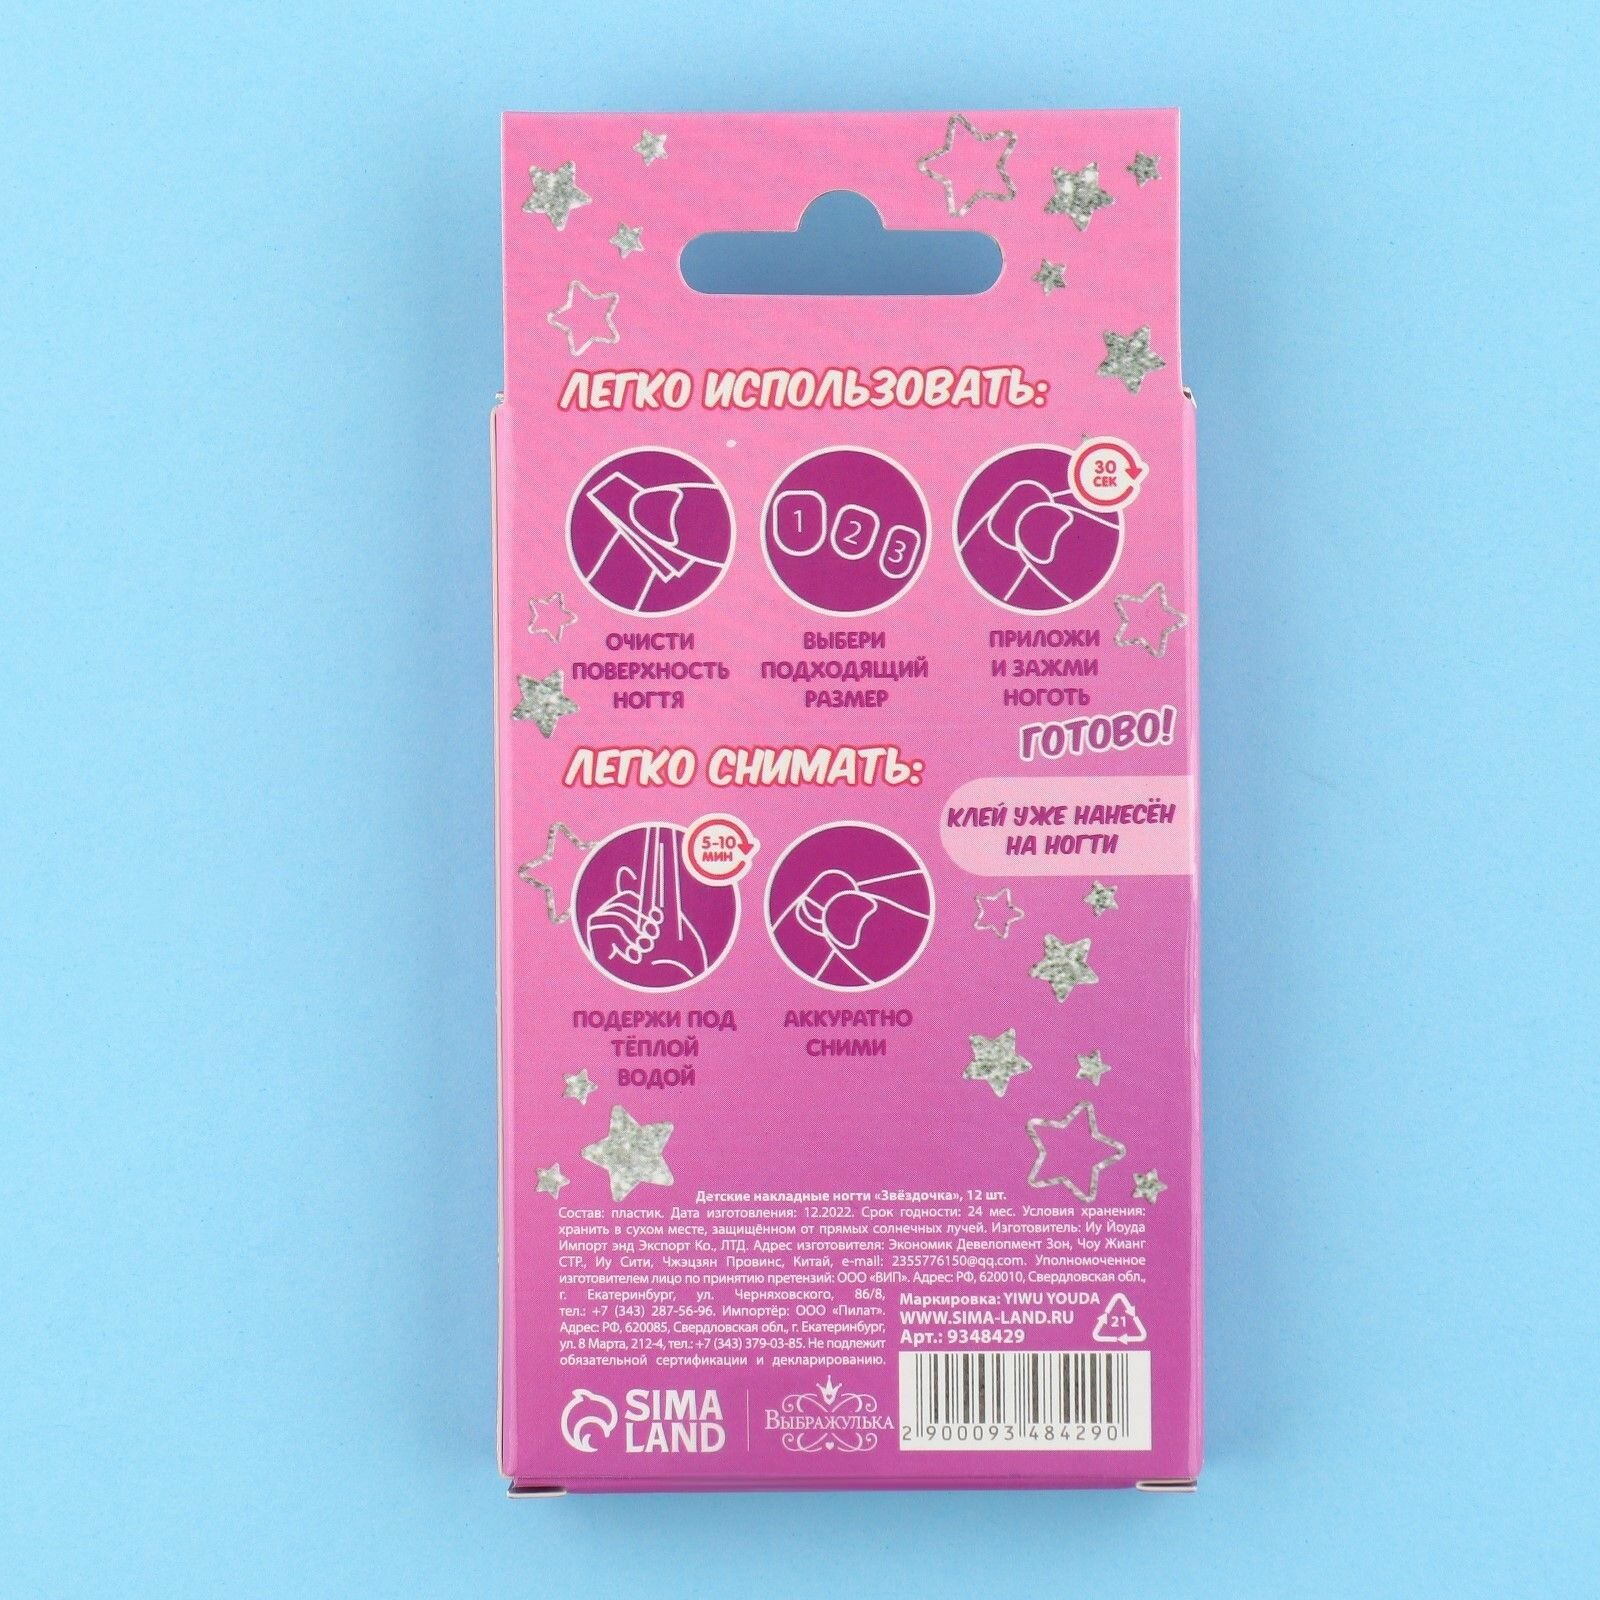 ЛЕГКО ИСПОЛЬЗОВАТЬ:
30
СЕК
1 2 3
ОЧИСТИ
ПОВЕРХНОСТЬ
НОГТЯ
ВЫБЕРИ
ПОДХОДЯЩИЙ
РАЗМЕР
ПРИЛОЖИ
И ЗАЖМИ
НОГОТЬ
ГОТОВО!
КЛЕЙ УЖЕ НАНЕСЁН
НА НОГТИ
ЛЕГКО СНИМАТЬ:
5-10
МИН
ПОДЕРЖИ ПОД
ТЁПЛОЙ
ВОДОЙ
АККУРАТНО
СНИМИ
Детские накладные ногти «Звёздочка», 12 шт.
Состав: пластик. Дата изготовления: 12.2022. Срок годности: 24 мес. Условия хранения:
хранить в сухом месте, защищённом от прямых солнечных лучей. Изготовитель: Иу Йоуда
Импорт энд Экспорт Ко., ЛТД. Адрес изготовителя: Экономик Девелопмент Зон, Чоу Жианг
СТР., Иу Сити, Чжэцзян Провинс, Китай, e-mail: 2355776150@qq.com. Уполномоченное
изготовителем лицо по принятию претензий: ООО «ВИП». Адрес: РФ, 620010, Свердловская обл.,
г. Екатеринбург, ул. Черняховского, 86/8,
тел.: +7 (343) 287-56-96. Импортёр: ООО «Пилат».
Адрес: РФ, 620085, Свердловская обл., г. Екатеринбург,
ул. 8 Марта, 212-4, тел.: +7 (343) 379-03-85. Не подлежит
обязательной сертификации и декларированию.
Маркировка: YIWU YOUDA
WWW.SIMA-LAND.RU
Арт.: 9348429
21
SIMA
LAND
ВЫБРАЖУЛЬКА
2 900093 484290